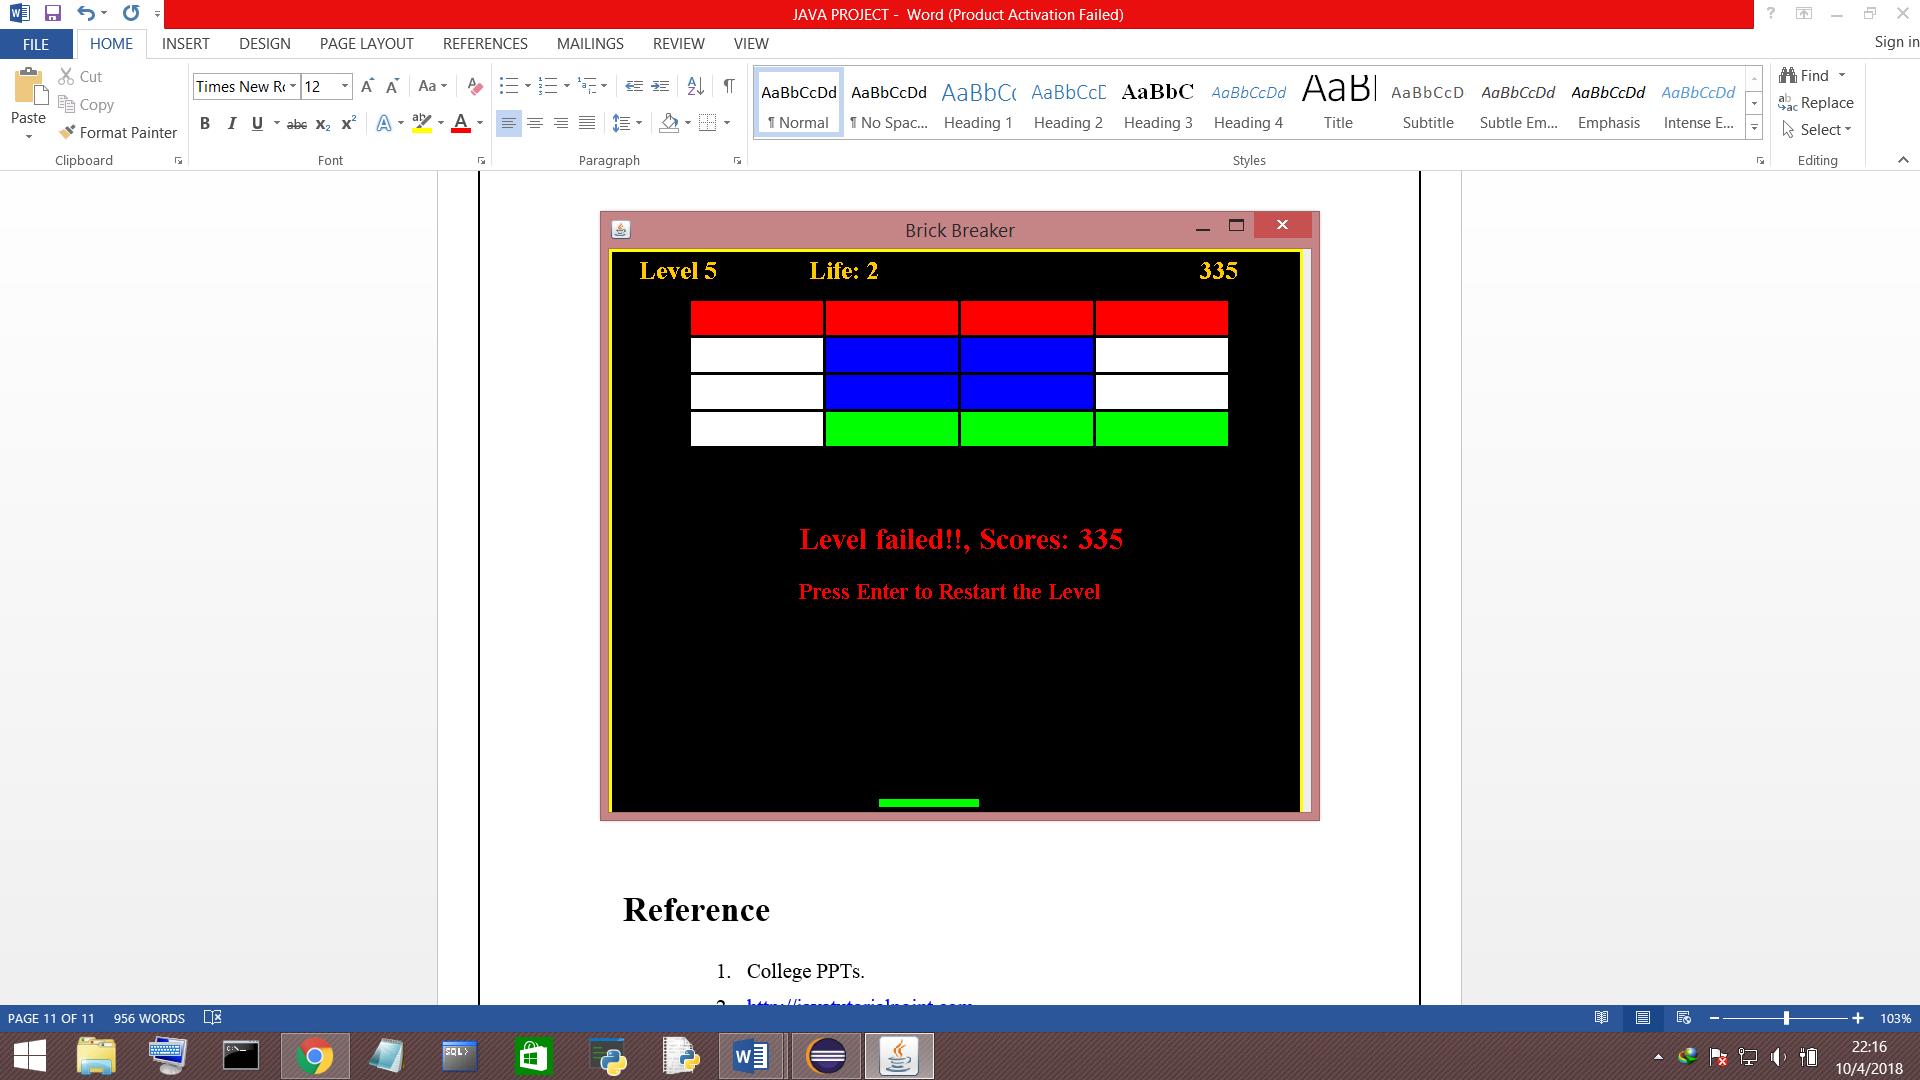 JAVA PROJECT - Word (Product Activation Failed)
FILE HOME INSERT DESIGN PAGE LAYOUT REFERENCES MAILINGS REVIEW VIEW Sign in
Paste
Cut
Copy
Format Painter
Clipboard
Times New Ro 12
Font
Paragraph
AaBbCcDd AaBbCcDd AaBbCc AaBbCcD AaBbC AaBbCcDd AaBl AaBbCcD AaBbCcDd AaBbCcDd AaBbCcDd
¶ Normal ¶ No Spac... Heading 1 Heading 2 Heading 3 Heading 4 Title Subtitle Subtle Em... Emphasis Intense E...
Styles
Find
Replace
Select
Editing
Brick Breaker
Level 5 Life: 2 335
Level failed!!, Scores: 335
Press Enter to Restart the Level
Reference
1. College PPTs.
2. http://javatutorialpoint.com
PAGE 11 OF 11 956 WORDS 103%
22:16
10/4/2018